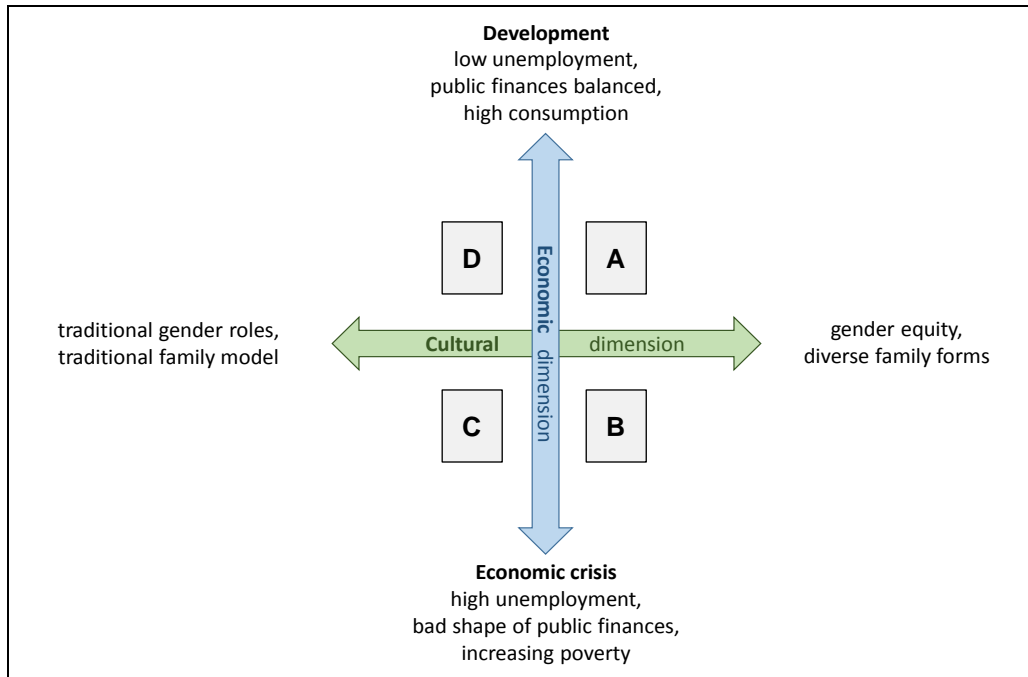 Development
low unemployment,
public finances balanced,
high consumption
D
A
Economic dimension
traditional gender roles,
traditional family model
Cultural dimension
gender equity,
diverse family forms
C
B
Economic crisis
high unemployment,
bad shape of public finances,
increasing poverty